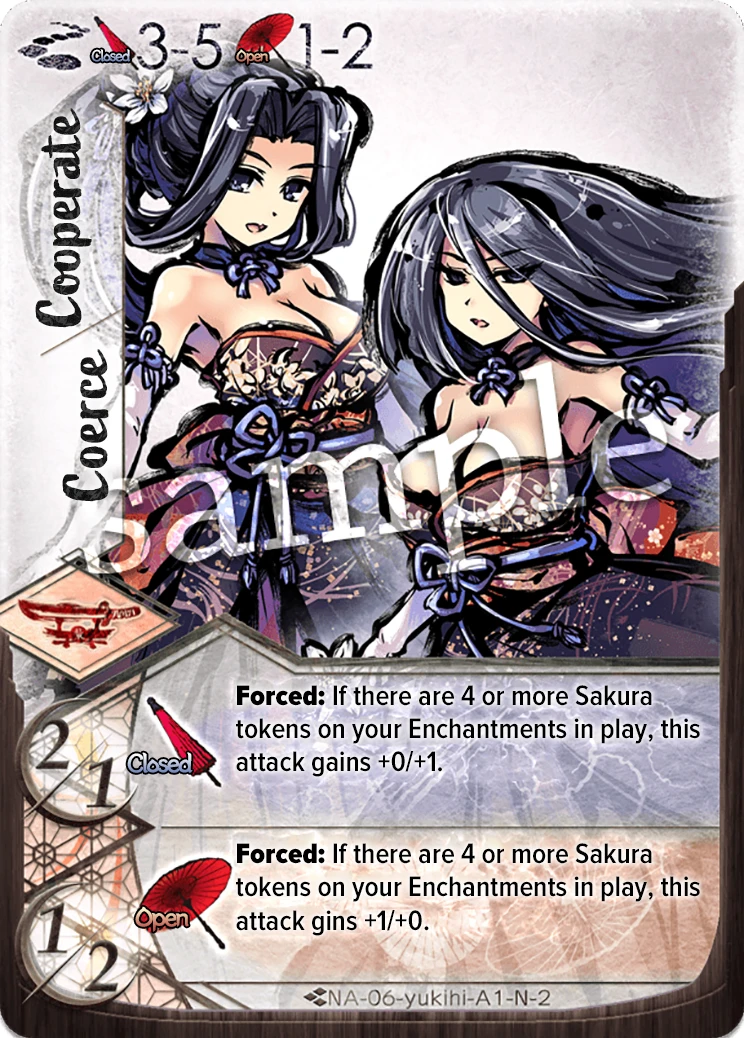 Closed 3-5 Open 1-2
Coerce Cooperate
sample
Forced: If there are 4 or more Sakura
tokens on your Enchantments in play, this
attack gains +0/+1.
2/1
Closed
Forced: If there are 4 or more Sakura
tokens on your Enchantments in play, this
attack gins +1/+0.
1/2
Open
NA-06-yukihi-A1-N-2